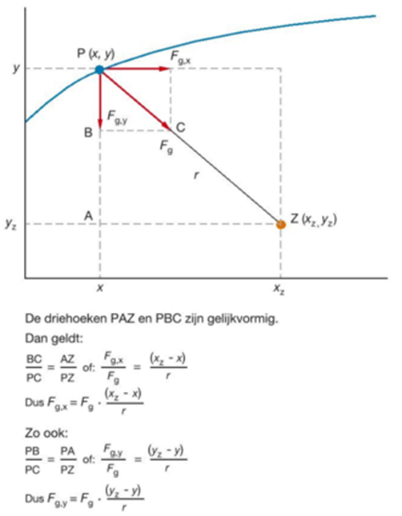 P (x, y)
F_g,x
y
F_g,y
B
C
F_g
r
A
y_z
Z (x_z, y_z)
x
x_z
De driehoeken PAZ en PBC zijn gelijkvormig.
Dan geldt:
BC/PC = AZ/PZ of: F_g,x/F_g = (x_z - x)/r
Dus F_g,x = F_g · (x_z - x)/r
Zo ook:
PB/PC = PA/PZ of: F_g,y/F_g = (y_z - y)/r
Dus F_g,y = F_g · (y_z - y)/r